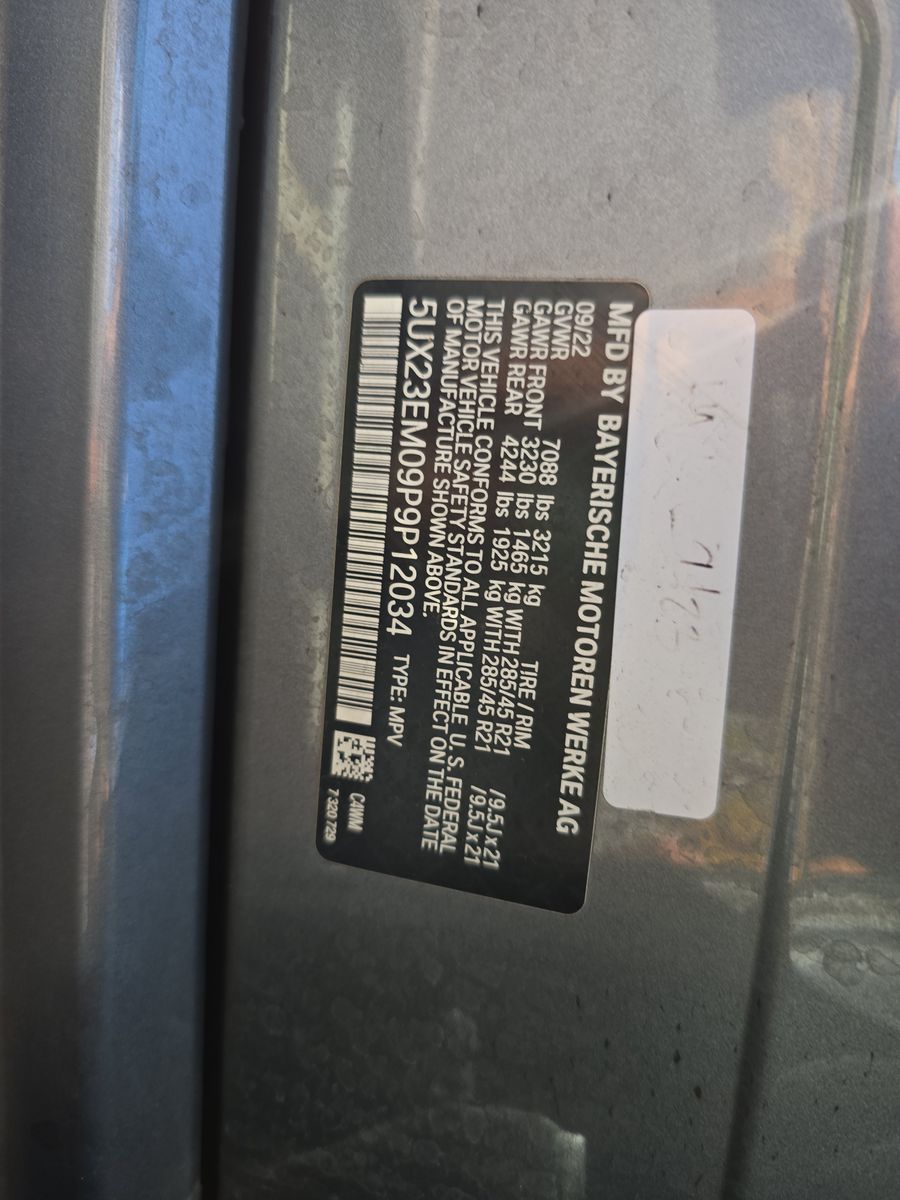 MFD BY BAYERISCHE MOTOREN WERKE AG
09/22
GVWR 7088 lbs 3215 kg TIRE / RIM
GAWR FRONT 3230 lbs 1465 kg WITH 285/45 R21 /9.5J x 21
GAWR REAR 4244 lbs 1925 kg WITH 285/45 R21 /9.5J x 21
THIS VEHICLE CONFORMS TO ALL APPLICABLE U.S. FEDERAL
MOTOR VEHICLE SAFETY STANDARDS IN EFFECT ON THE DATE
OF MANUFACTURE SHOWN ABOVE.
5UX23EM09P9P12034 TYPE: MPV
C4WM
7 320 729